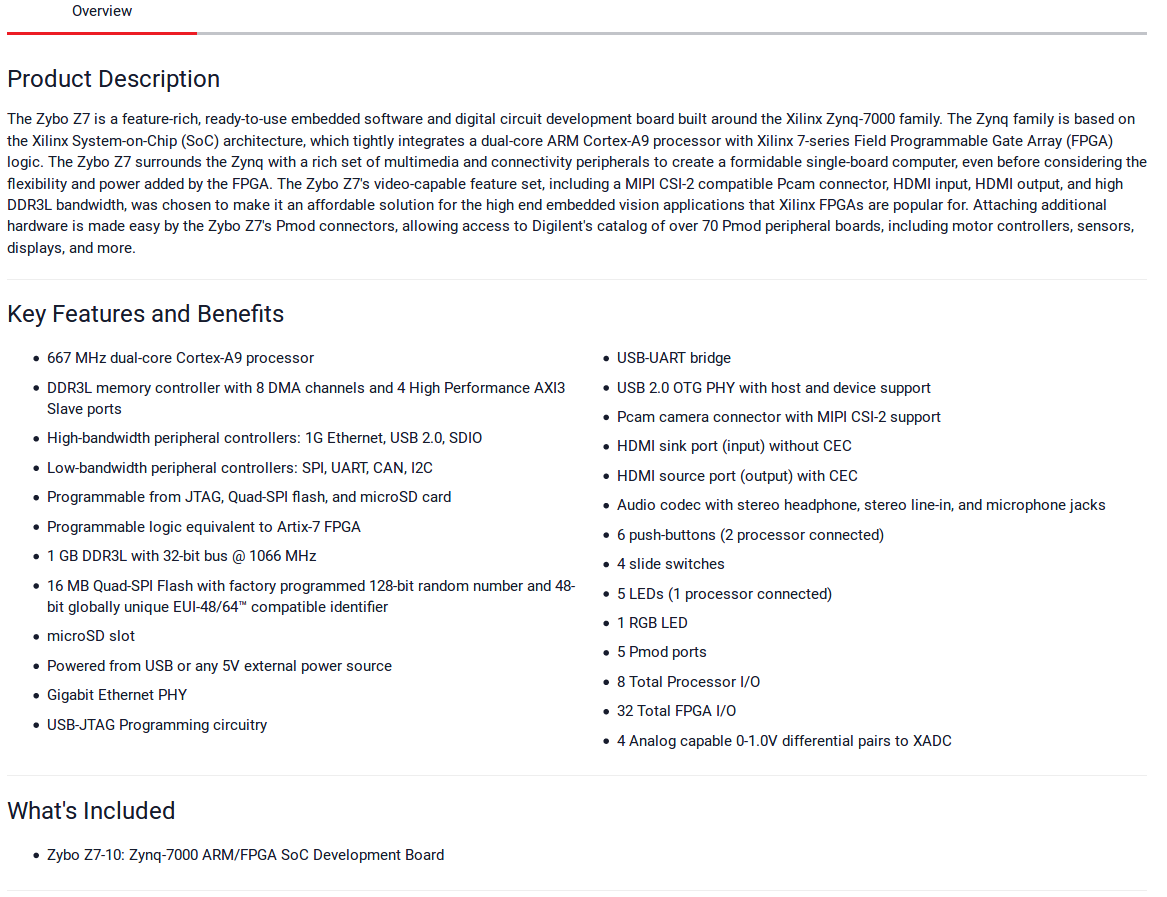 Overview
Product Description
The Zybo Z7 is a feature-rich, ready-to-use embedded software and digital circuit development board built around the Xilinx Zynq-7000 family. The Zynq family is based on
the Xilinx System-on-Chip (SoC) architecture, which tightly integrates a dual-core ARM Cortex-A9 processor with Xilinx 7-series Field Programmable Gate Array (FPGA)
logic. The Zybo Z7 surrounds the Zynq with a rich set of multimedia and connectivity peripherals to create a formidable single-board computer, even before considering the
flexibility and power added by the FPGA. The Zybo Z7's video-capable feature set, including a MIPI CSI-2 compatible Pcam connector, HDMI input, HDMI output, and high
DDR3L bandwidth, was chosen to make it an affordable solution for the high end embedded vision applications that Xilinx FPGAs are popular for. Attaching additional
hardware is made easy by the Zybo Z7's Pmod connectors, allowing access to Digilent's catalog of over 70 Pmod peripheral boards, including motor controllers, sensors,
displays, and more.
Key Features and Benefits
• 667 MHz dual-core Cortex-A9 processor
• DDR3L memory controller with 8 DMA channels and 4 High Performance AXI3
Slave ports
• High-bandwidth peripheral controllers: 1G Ethernet, USB 2.0, SDIO
• Low-bandwidth peripheral controllers: SPI, UART, CAN, I2C
• Programmable from JTAG, Quad-SPI flash, and microSD card
• Programmable logic equivalent to Artix-7 FPGA
• 1 GB DDR3L with 32-bit bus @ 1066 MHz
• 16 MB Quad-SPI Flash with factory programmed 128-bit random number and 48-
bit globally unique EUI-48/64™ compatible identifier
• microSD slot
• Powered from USB or any 5V external power source
• Gigabit Ethernet PHY
• USB-JTAG Programming circuitry
• USB-UART bridge
• USB 2.0 OTG PHY with host and device support
• Pcam camera connector with MIPI CSI-2 support
• HDMI sink port (input) without CEC
• HDMI source port (output) with CEC
• Audio codec with stereo headphone, stereo line-in, and microphone jacks
• 6 push-buttons (2 processor connected)
• 4 slide switches
• 5 LEDs (1 processor connected)
• 1 RGB LED
• 5 Pmod ports
• 8 Total Processor I/O
• 32 Total FPGA I/O
• 4 Analog capable 0-1.0V differential pairs to XADC
What's Included
• Zybo Z7-10: Zynq-7000 ARM/FPGA SoC Development Board